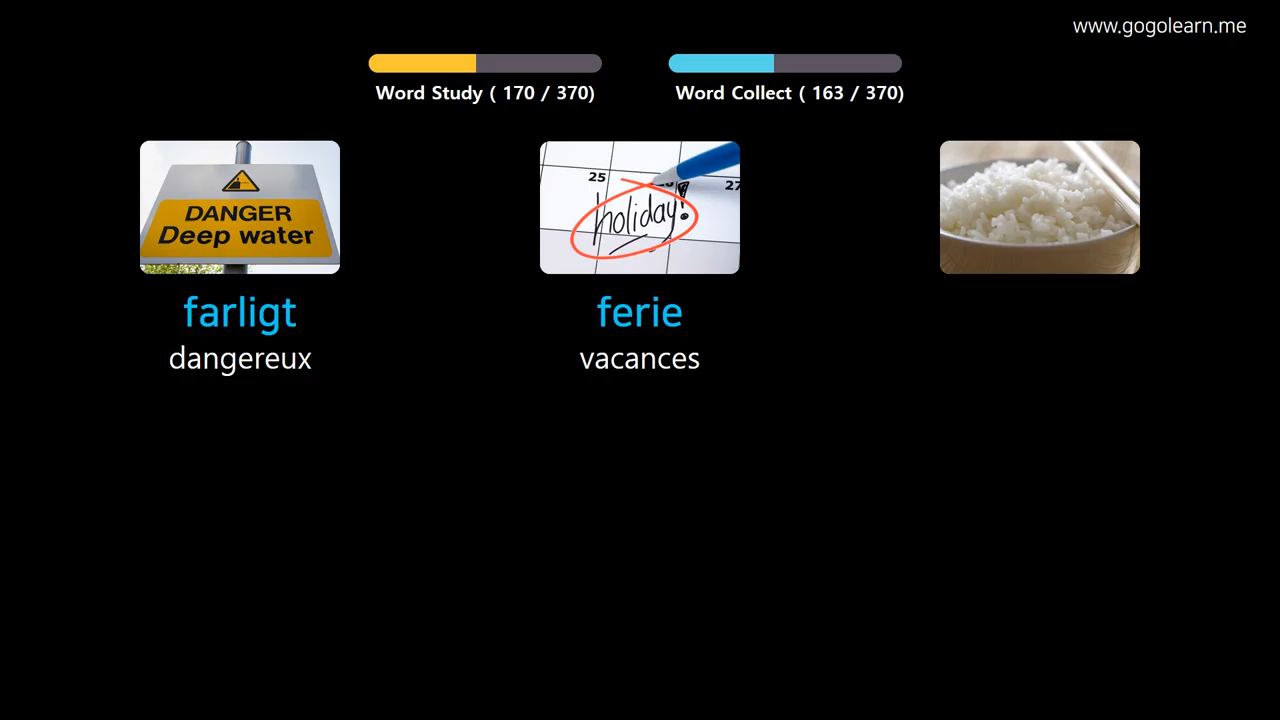 www.gogolearn.me
Word Study ( 170 / 370)
Word Collect ( 163 / 370)
DANGER
Deep water
25
27
holiday!
farligt
ferie
dangereux
vacances